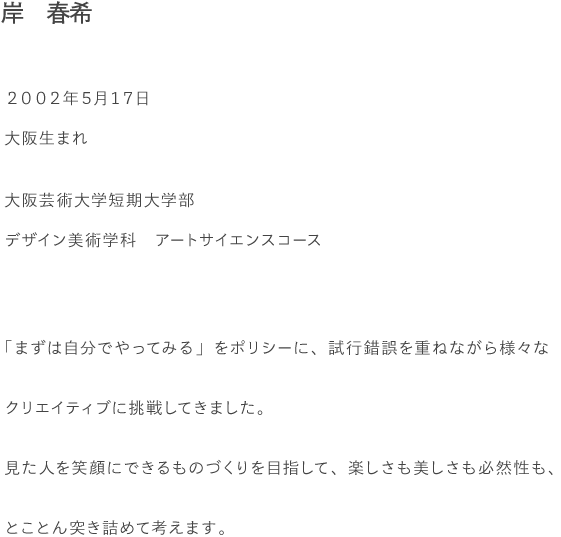 岸　春希
２００２年５月１７日
大阪生まれ
大阪芸術大学短期大学部
デザイン美術学科　アートサイエンスコース
「まずは自分でやってみる」をポリシーに、試行錯誤を重ねながら様々な
クリエイティブに挑戦してきました。
見た人を笑顔にできるものづくりを目指して、楽しさも美しさも必然性も、
とことん突き詰めて考えます。